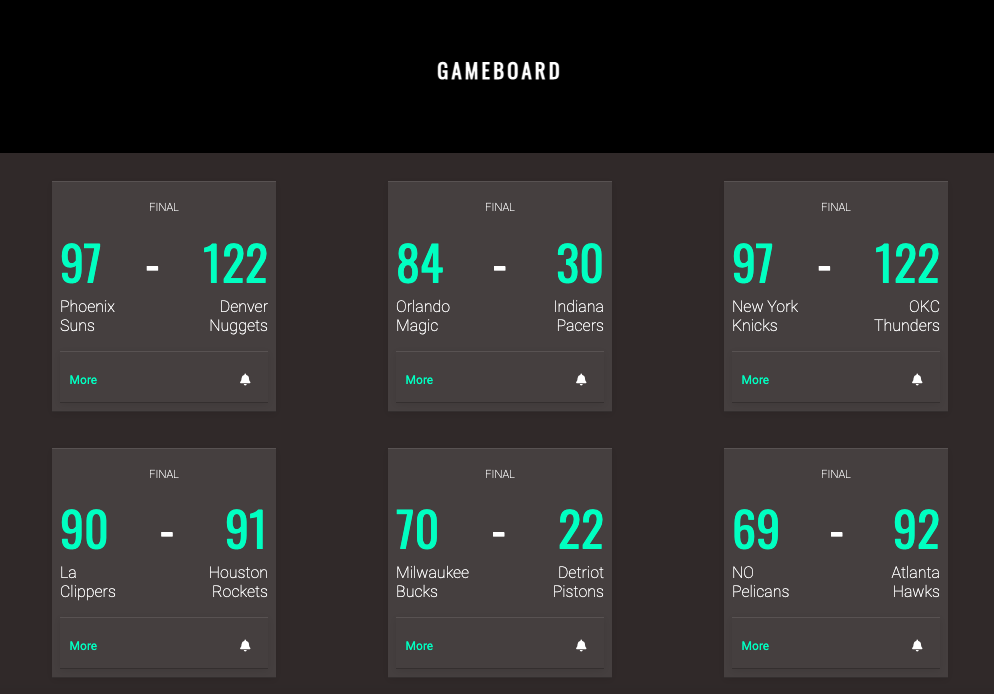 GAMEBOARD
FINAL
97 - 122
Phoenix Suns
Denver Nuggets
More
FINAL
84 - 30
Orlando Magic
Indiana Pacers
More
FINAL
97 - 122
New York Knicks
OKC Thunders
More
FINAL
90 - 91
La Clippers
Houston Rockets
More
FINAL
70 - 22
Milwaukee Bucks
Detriot Pistons
More
FINAL
69 - 92
NO Pelicans
Atlanta Hawks
More